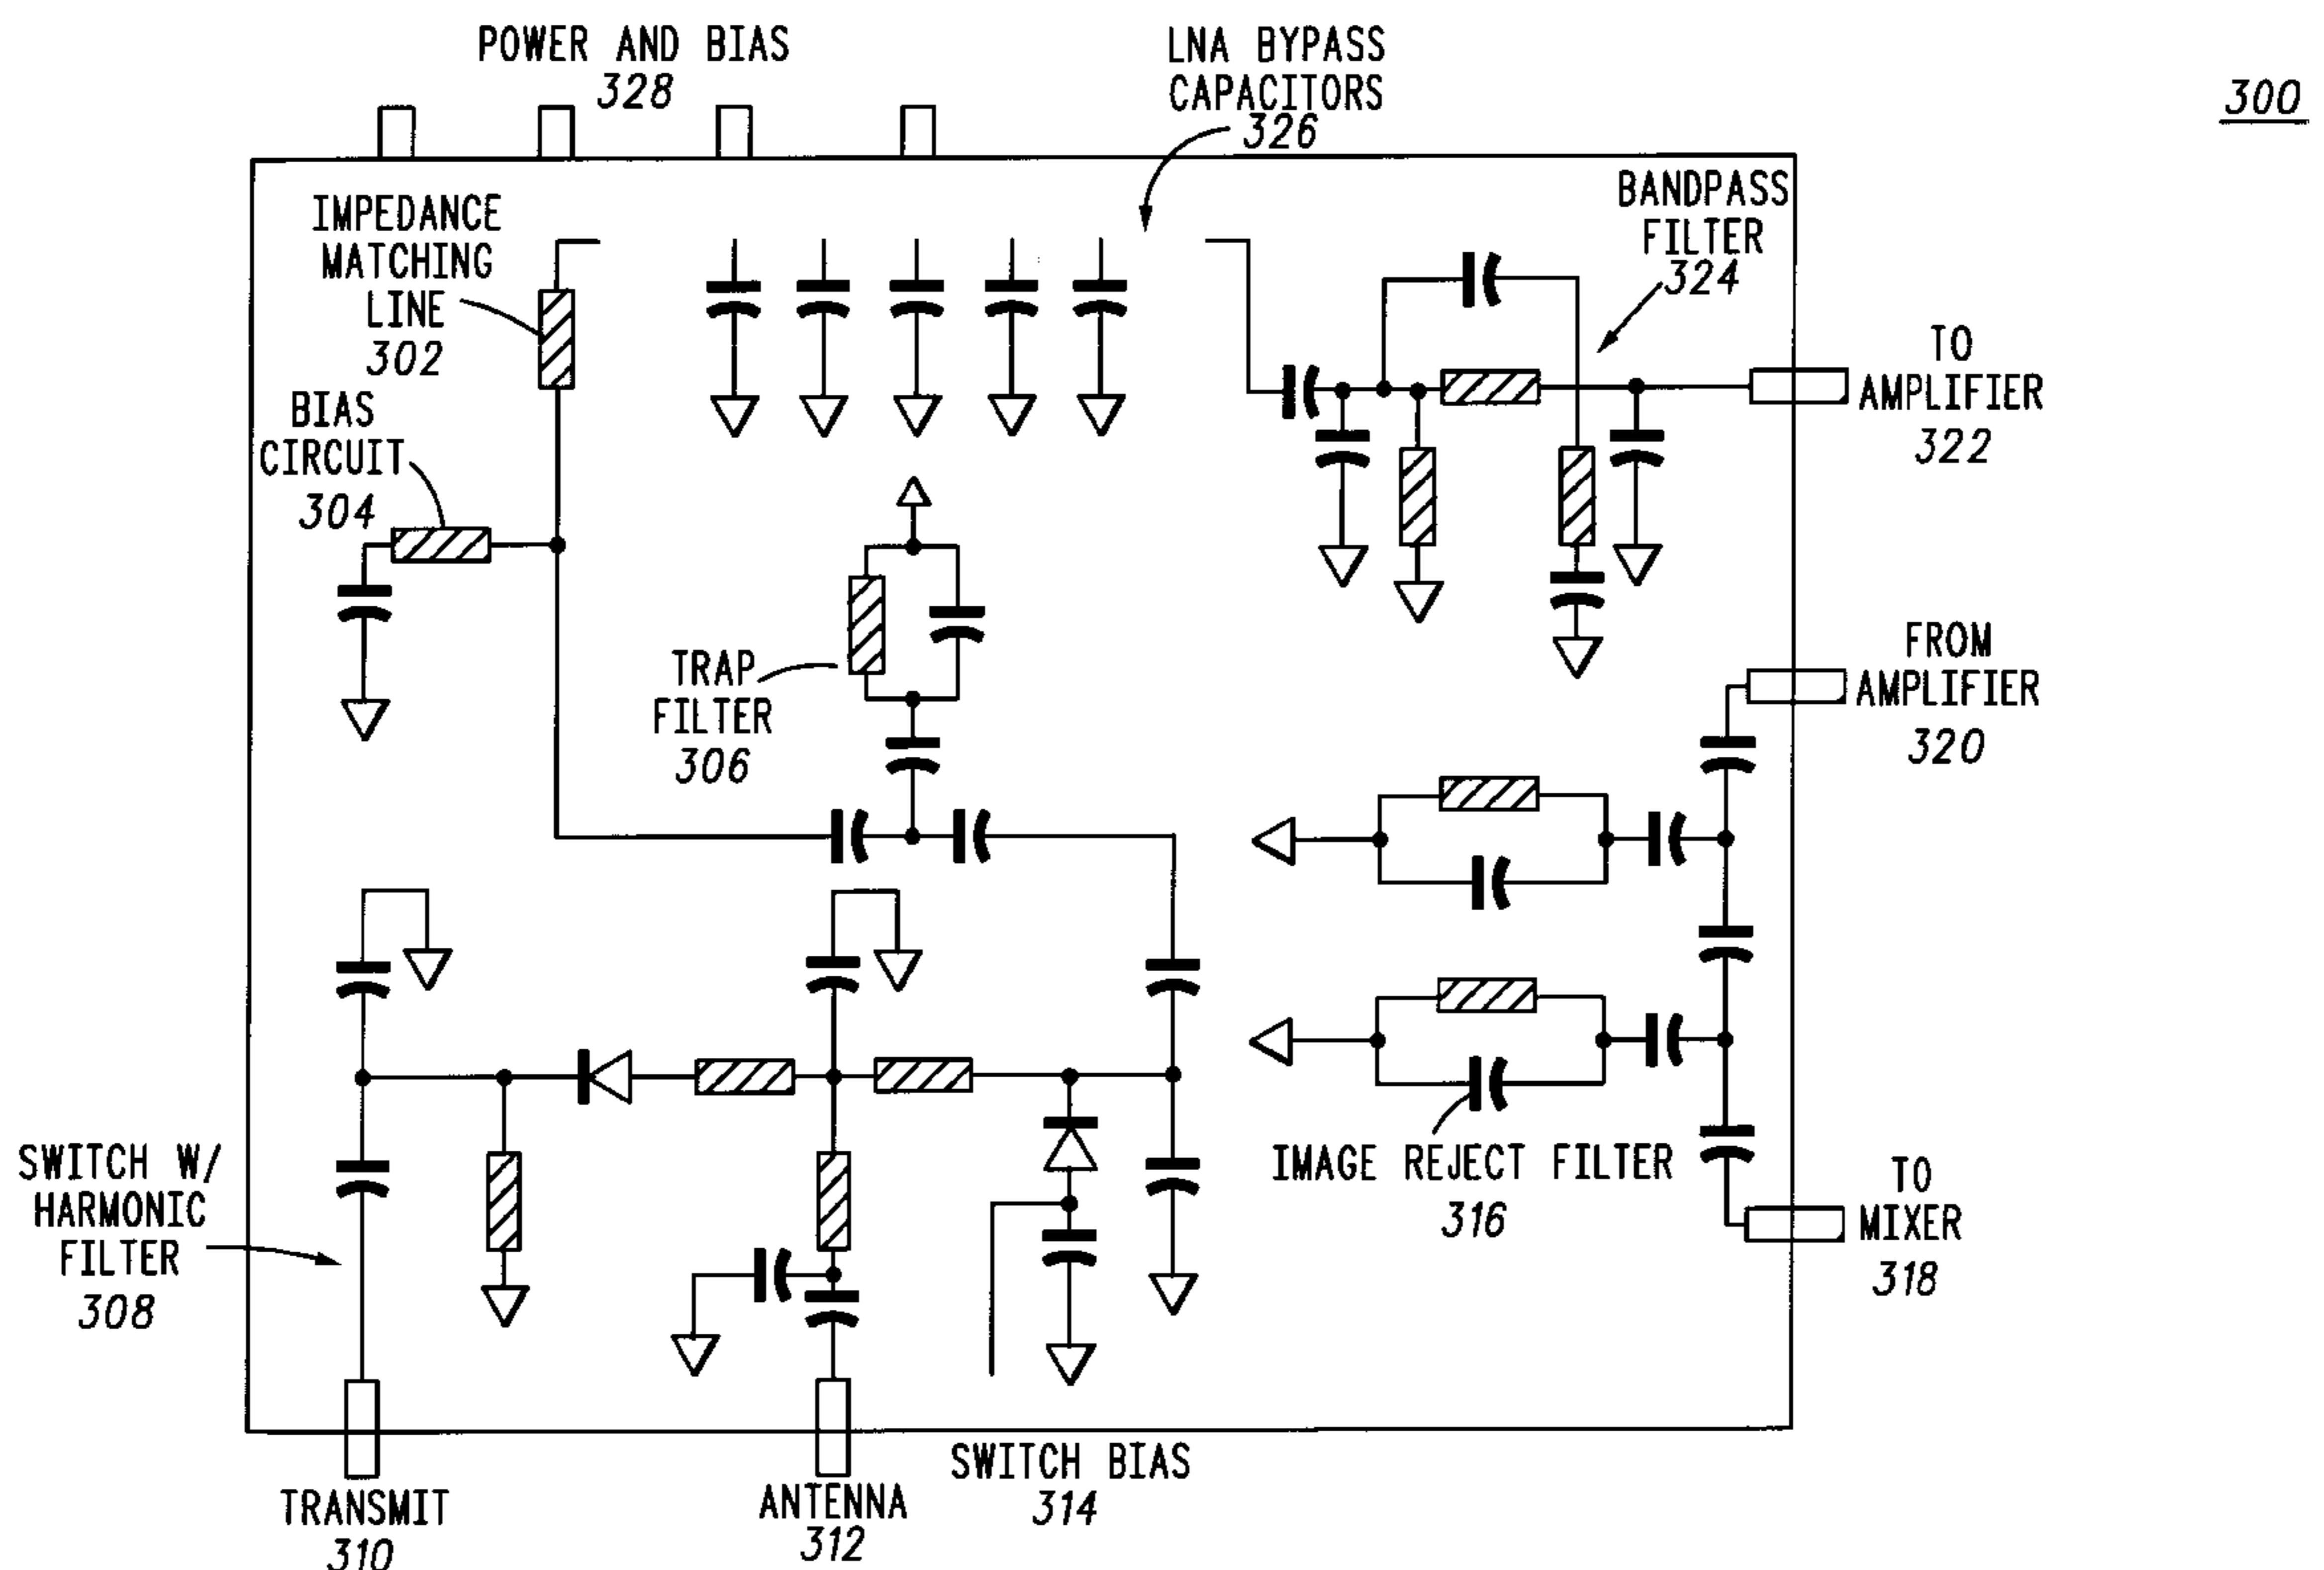 POWER AND BIAS
328
LNA BYPASS
CAPACITORS
326
300
IMPEDANCE
MATCHING
LINE
302
BANDPASS
FILTER
324
BIAS
CIRCUIT
304
TO
AMPLIFIER
322
TRAP
FILTER
306
FROM
AMPLIFIER
320
SWITCH W/
HARMONIC
FILTER
308
IMAGE REJECT FILTER
316
TO
MIXER
318
TRANSMIT
310
ANTENNA
312
SWITCH BIAS
314